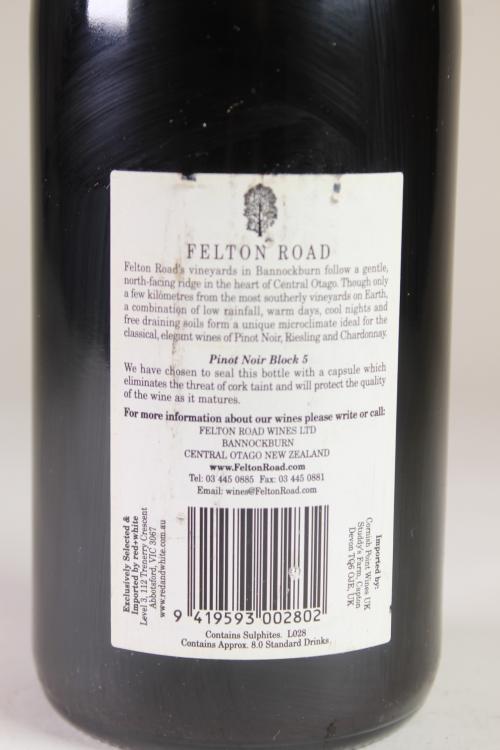 FELTON ROAD
Felton Road's vineyards in Bannockburn follow a gentle,
north-facing ridge in the heart of Central Otago. Though only
a few kilometres from the most southerly vineyards on Earth,
a combination of low rainfall, warm days, cool nights and
free draining soils form a unique microclimate ideal for the
classical, elegant wines of Pinot Noir, Riesling and Chardonnay.
Pinot Noir Block 5
We have chosen to seal this bottle with a capsule which
eliminates the threat of cork taint and will protect the quality
of the wine as it matures.
For more information about our wines please write or call:
FELTON ROAD WINES LTD
BANNOCKBURN
CENTRAL OTAGO NEW ZEALAND
www.FeltonRoad.com
Tel: 03 445 0885 Fax: 03 445 0881
Email: wines@FeltonRoad.com
Exclusively Selected &
Imported by red+white
Level 3, 112 Trenerry Crescent
Abbotsford, VIC 3067
www.redandwhite.com.au
9 419593 002802
Imported by:
Cornish Point Wines UK
Studdy's Farm, Capton
Devon TQ6 OJE, UK
Contains Sulphites. L028
Contains Approx. 8.0 Standard Drinks